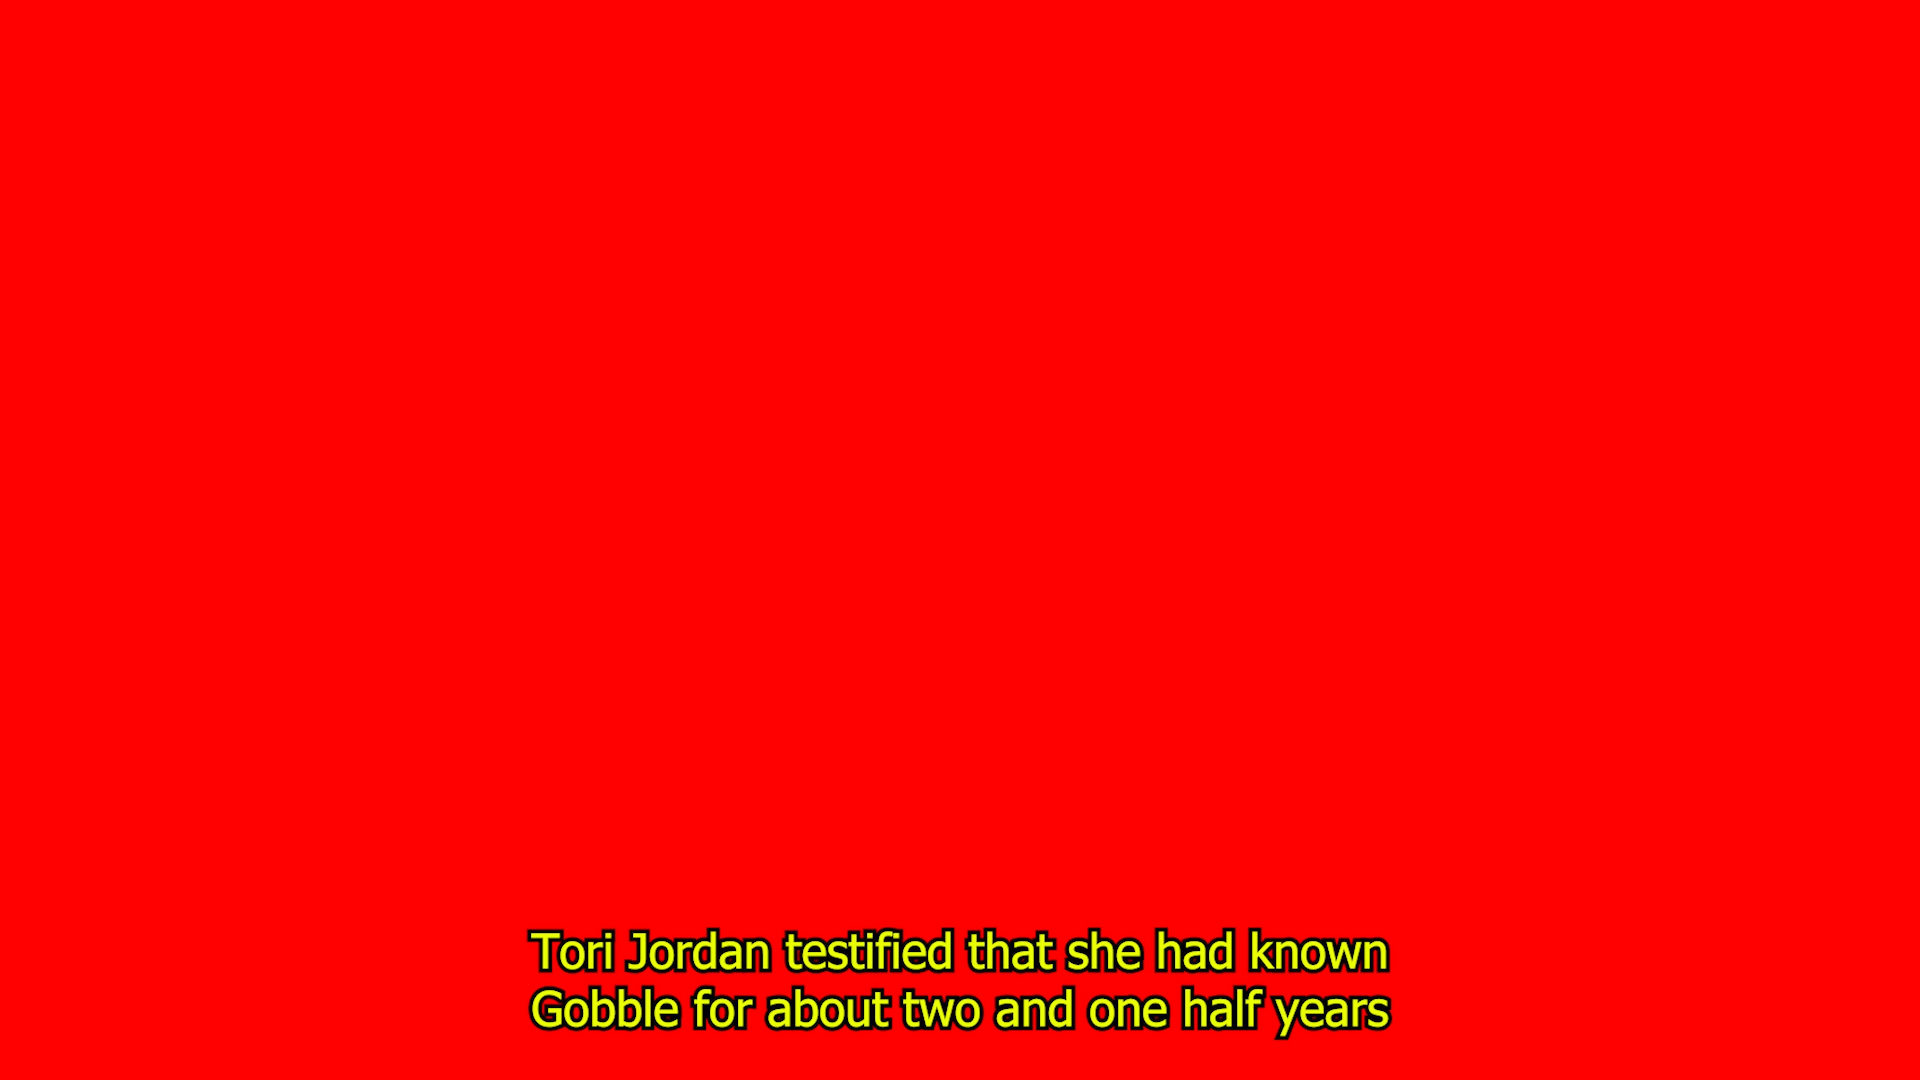 Tori Jordan testified that she had known
Gobble for about two and one half years